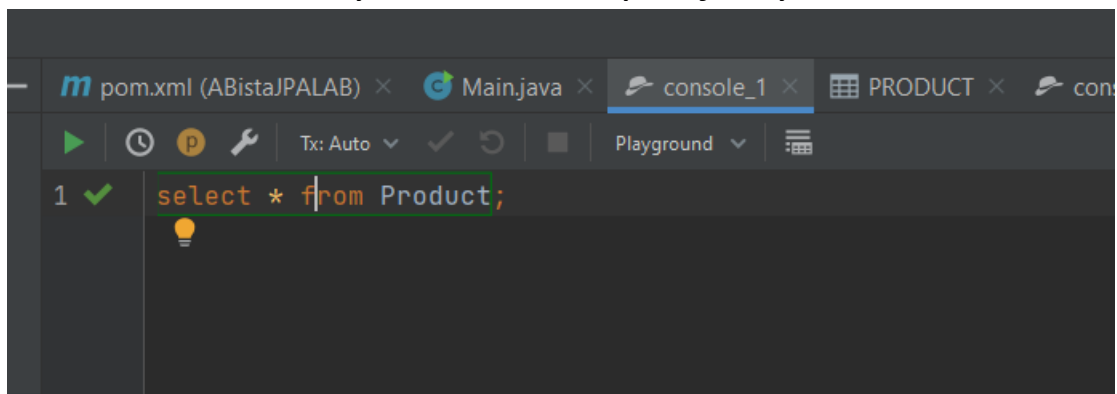 pom.xml (ABistaJPALAB) Main.java console_1 PRODUCT cons
Tx: Auto Playground
1 select * from Product;